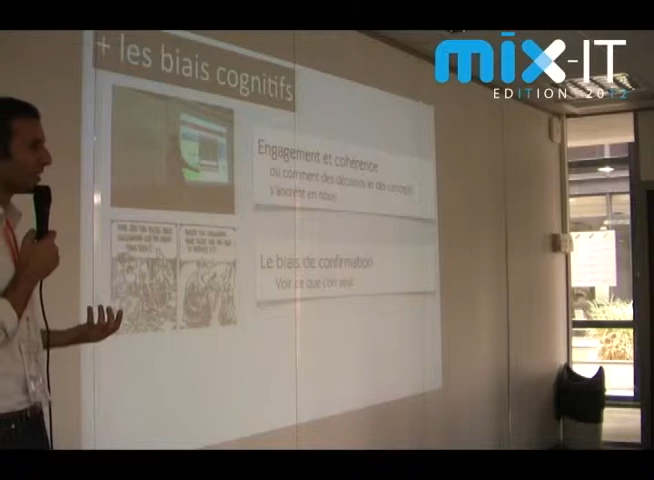 miX-IT
EDITION 2012
+ les biais cognitifs
Engagement et cohérence
ou comment des décisions et des concepts
s'ancrent en nous
Le biais de confirmation
Voir ce que l'on veut